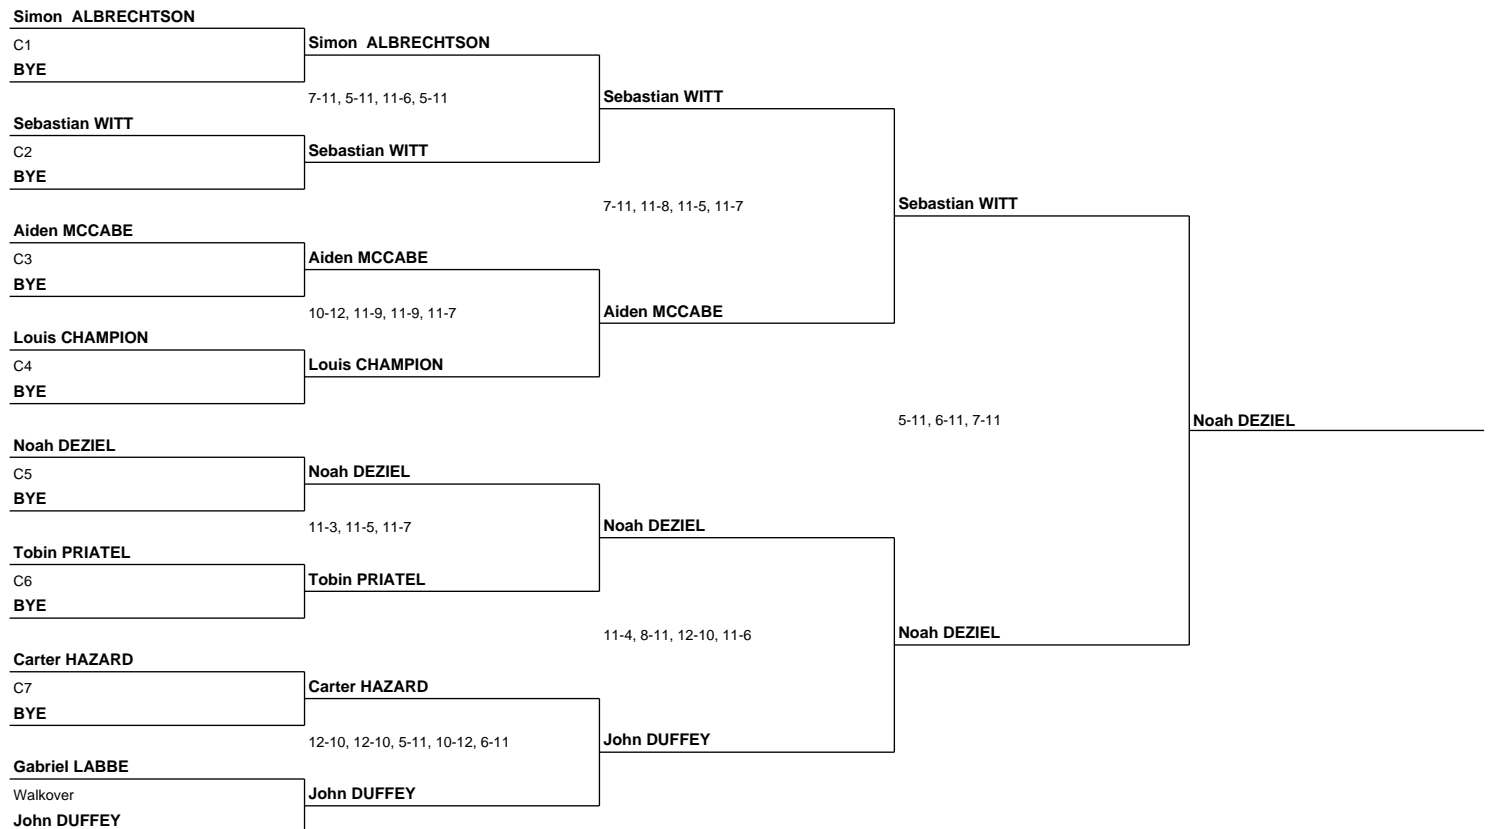 Simon  ALBRECHTSON
C1
BYE
Sebastian WITT
C2
BYE
Aiden MCCABE
C3
BYE
Louis CHAMPION
C4
BYE
Noah DEZIEL
C5
BYE
Tobin PRIATEL
C6
BYE
Carter HAZARD
C7
BYE
Gabriel LABBE
Walkover
John DUFFEY
Simon  ALBRECHTSON
7-11, 5-11, 11-6, 5-11
Sebastian WITT
Aiden MCCABE
10-12, 11-9, 11-9, 11-7
Louis CHAMPION
Noah DEZIEL
11-3, 11-5, 11-7
Tobin PRIATEL
Carter HAZARD
12-10, 12-10, 5-11, 10-12, 6-11
John DUFFEY
Sebastian WITT
7-11, 11-8, 11-5, 11-7
Aiden MCCABE
Noah DEZIEL
11-4, 8-11, 12-10, 11-6
John DUFFEY
Sebastian WITT
5-11, 6-11, 7-11
Noah DEZIEL
Noah DEZIEL